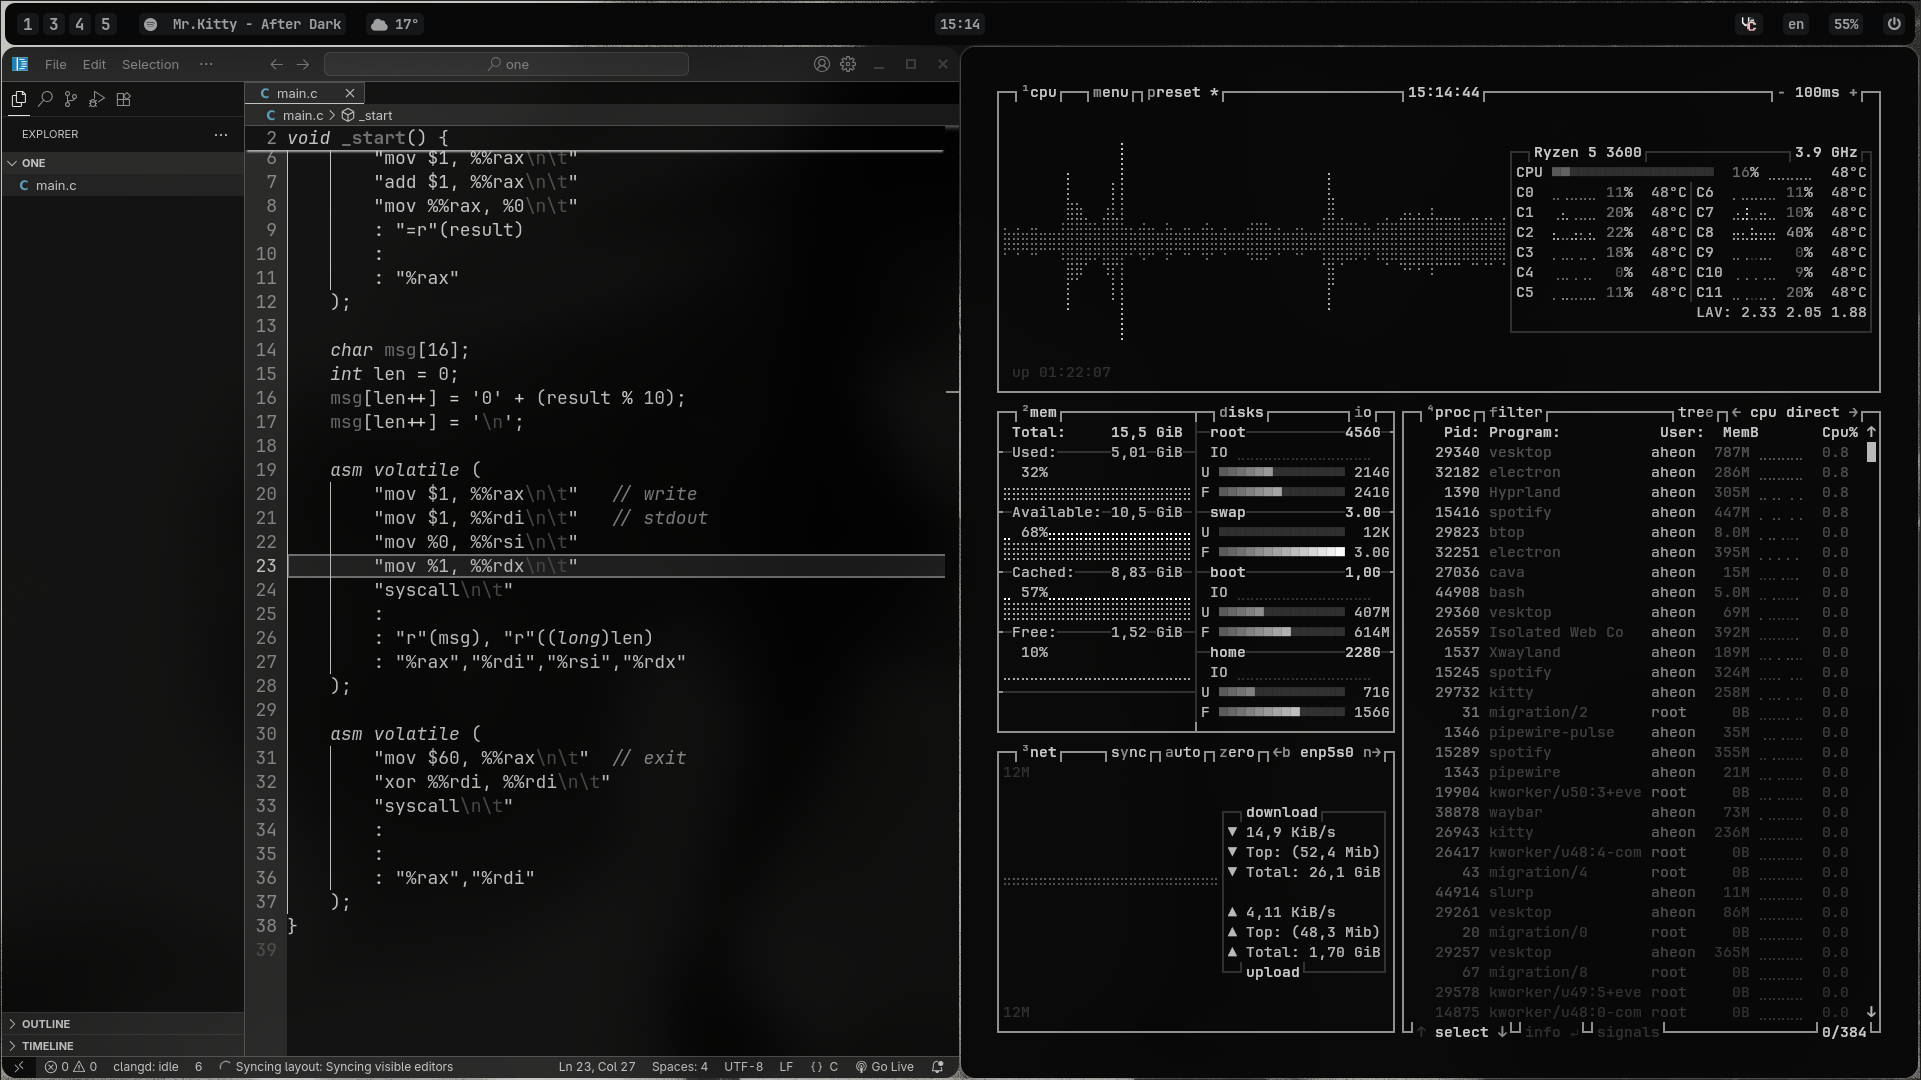 1 3 4 5 Mr.Kitty - After Dark 17° 15:14 en 55%
File Edit Selection ··· one
main.c
main.c > _start
EXPLORER ···
ONE
main.c
2 void _start() {
6 "mov $1, %%rax\n\t"
7 "add $1, %%rax\n\t"
8 "mov %%rax, %0\n\t"
9 : "=r"(result)
10 :
11 : "%rax"
12 );
13
14 char msg[16];
15 int len = 0;
16 msg[len++] = '0' + (result % 10);
17 msg[len++] = '\n';
18
19 asm volatile (
20 "mov $1, %%rax\n\t" // write
21 "mov $1, %%rdi\n\t" // stdout
22 "mov %0, %%rsi\n\t"
23 "mov %1, %%rdx\n\t"
24 "syscall\n\t"
25 :
26 : "r"(msg), "r"((long)len)
27 : "%rax","%rdi","%rsi","%rdx"
28 );
29
30 asm volatile (
31 "mov $60, %%rax\n\t" // exit
32 "xor %%rdi, %%rdi\n\t"
33 "syscall\n\t"
34 :
35 :
36 : "%rax","%rdi"
37 );
38 }
39
OUTLINE
TIMELINE
0 0 clangd: idle 6 Syncing layout: Syncing visible editors Ln 23, Col 27 Spaces: 4 UTF-8 LF {} C Go Live
¹cpu menu preset * 15:14:44 - 100ms +
Ryzen 5 3600 3.9 GHz
CPU 16% 48°C
C0 11% 48°C C6 11% 48°C
C1 20% 48°C C7 10% 48°C
C2 22% 48°C C8 40% 48°C
C3 18% 48°C C9 0% 48°C
C4 0% 48°C C10 9% 48°C
C5 11% 48°C C11 20% 48°C
LAV: 2.33 2.05 1.88
up 01:22:07
²mem disks io
Total: 15,5 GiB root 456G
Used: 5,01 GiB IO
32% U 214G
F 241G
Available: 10,5 GiB swap 3.0G
68% U 12K
F 3.0G
Cached: 8,83 GiB boot 1,0G
57% IO
U 407M
Free: 1,52 GiB F 614M
10% home 228G
IO
U 71G
F 156G
³net sync auto zero ←b enp5s0 n→
12M
download
▼ 14,9 KiB/s
▼ Top: (52,4 Mib)
▼ Total: 26,1 GiB
▲ 4,11 KiB/s
▲ Top: (48,3 Mib)
▲ Total: 1,70 GiB
upload
12M
⁴proc filter tree ← cpu direct →
Pid: Program: User: MemB Cpu% ↑
29340 vesktop aheon 787M 0.8
32182 electron aheon 286M 0.8
1390 Hyprland aheon 305M 0.8
15416 spotify aheon 447M 0.8
29823 btop aheon 8.0M 0.0
32251 electron aheon 395M 0.0
27036 cava aheon 15M 0.0
44908 bash aheon 5.0M 0.0
29360 vesktop aheon 69M 0.0
26559 Isolated Web Co aheon 392M 0.0
1537 Xwayland aheon 189M 0.0
15245 spotify aheon 324M 0.0
29732 kitty aheon 258M 0.0
31 migration/2 root 0B 0.0
1346 pipewire-pulse aheon 35M 0.0
15289 spotify aheon 355M 0.0
1343 pipewire aheon 21M 0.0
19904 kworker/u50:3+eve root 0B 0.0
38878 waybar aheon 73M 0.0
26943 kitty aheon 236M 0.0
26417 kworker/u48:4-com root 0B 0.0
43 migration/4 root 0B 0.0
44914 slurp aheon 11M 0.0
29261 vesktop aheon 86M 0.0
20 migration/0 root 0B 0.0
29257 vesktop aheon 365M 0.0
67 migration/8 root 0B 0.0
29578 kworker/u49:5+eve root 0B 0.0
14875 kworker/u48:0-com root 0B 0.0 ↓
↑ select ↓ info ↵ signals 0/384